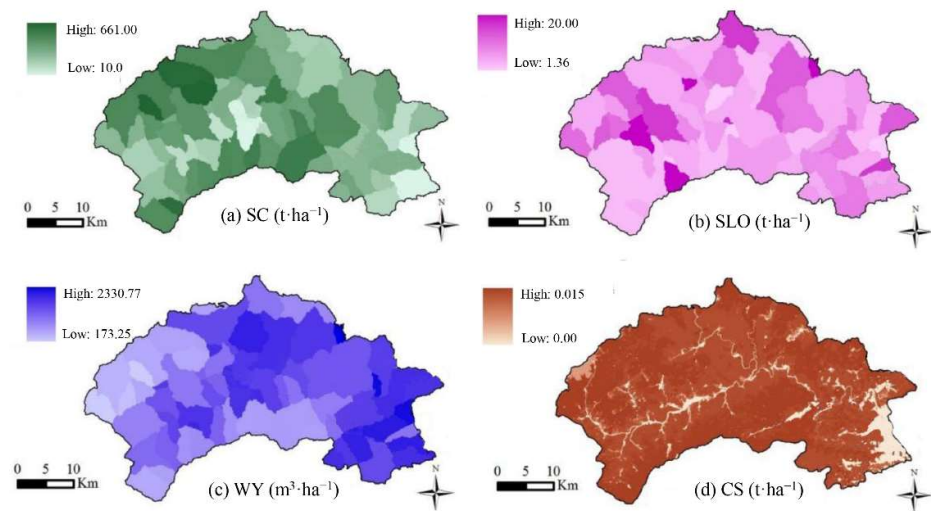 High: 661.00
Low: 10.0
0 5 10
Km
(a) SC (t·ha⁻¹)
N
High: 20.00
Low: 1.36
0 5 10
Km
(b) SLO (t·ha⁻¹)
N
High: 2330.77
Low: 173.25
0 5 10
Km
(c) WY (m³·ha⁻¹)
N
High: 0.015
Low: 0.00
0 5 10
Km
(d) CS (t·ha⁻¹)
N